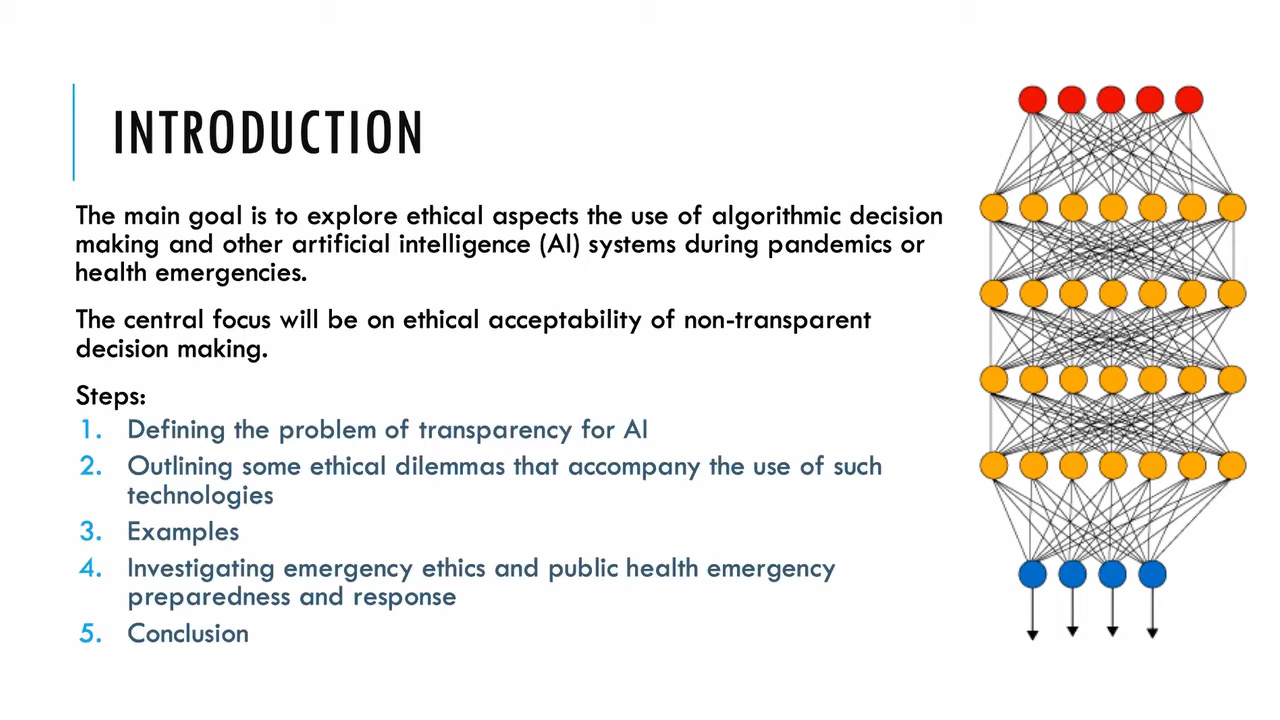 INTRODUCTION
The main goal is to explore ethical aspects the use of algorithmic decision
making and other artificial intelligence (AI) systems during pandemics or
health emergencies.
The central focus will be on ethical acceptability of non-transparent
decision making.
Steps:
1. Defining the problem of transparency for AI
2. Outlining some ethical dilemmas that accompany the use of such
technologies
3. Examples
4. Investigating emergency ethics and public health emergency
preparedness and response
5. Conclusion